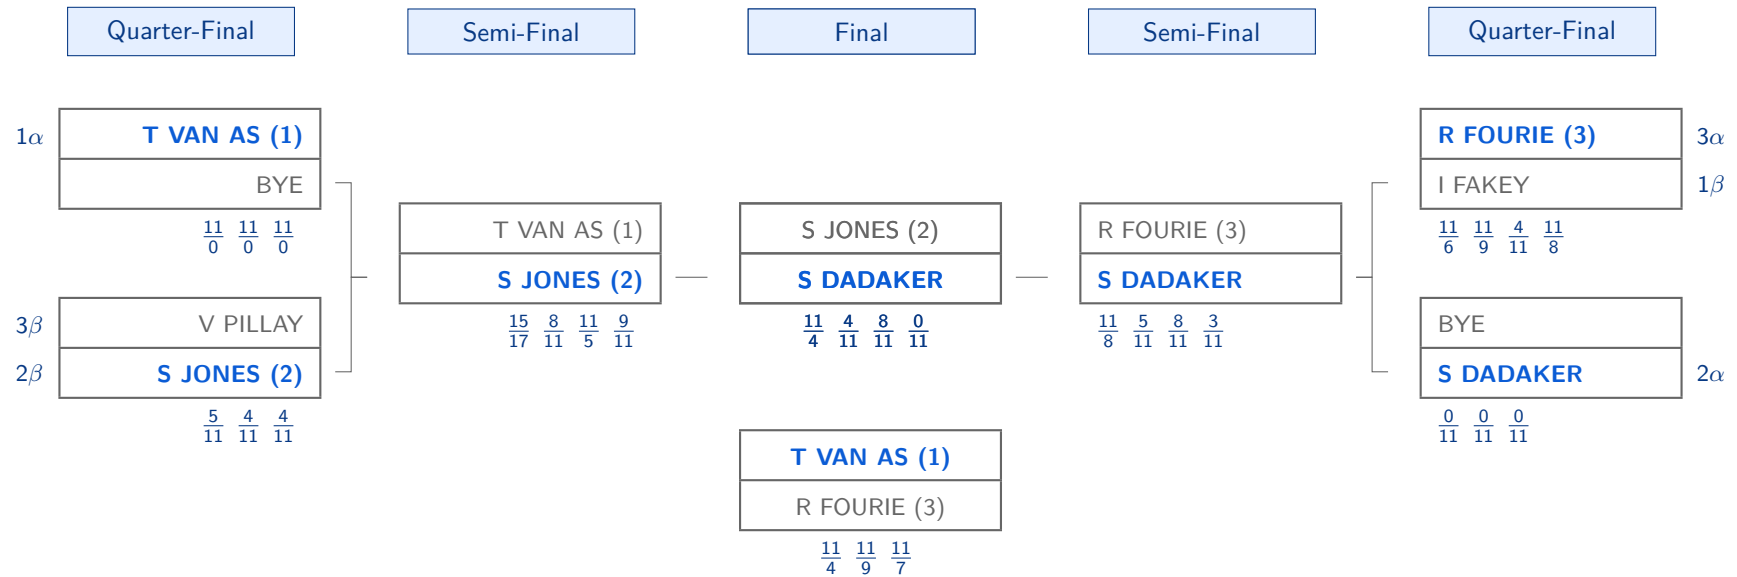 Quarter-Final
Semi-Final
Final
Semi-Final
Quarter-Final
1α
T VAN AS (1)
BYE
11/0 11/0 11/0
3β
V PILLAY
2β
S JONES (2)
5/11 4/11 4/11
T VAN AS (1)
S JONES (2)
15/17 8/11 11/5 9/11
S JONES (2)
S DADAKER
11/4 4/11 8/11 0/11
T VAN AS (1)
R FOURIE (3)
11/4 11/9 11/7
R FOURIE (3)
S DADAKER
11/8 5/11 8/11 3/11
R FOURIE (3) 3α
I FAKEY 1β
11/6 11/9 4/11 11/8
BYE
S DADAKER 2α
0/11 0/11 0/11